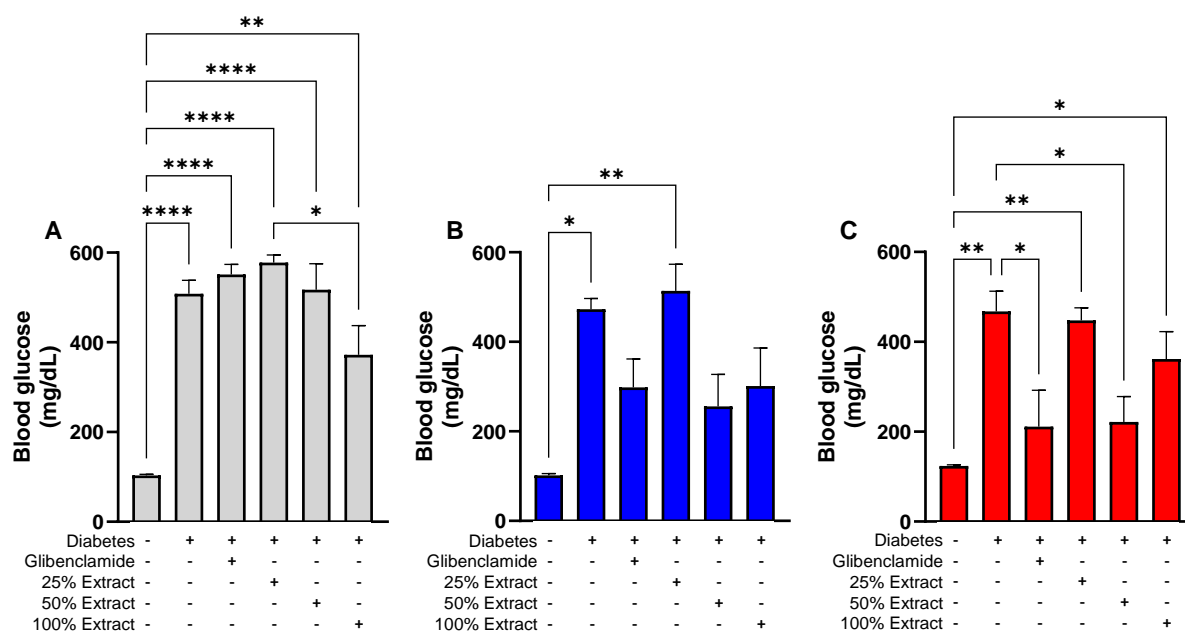 **
****
****
****
****
*
A
Blood glucose
(mg/dL)
600
400
200
0
Diabetes - + + + + +
Glibenclamide - - + - - -
25% Extract - - - + - -
50% Extract - - - - + -
100% Extract - - - - - +
**
*
B
Blood glucose
(mg/dL)
600
400
200
0
Diabetes - + + + + +
Glibenclamide - - + - - -
25% Extract - - - + - -
50% Extract - - - - + -
100% Extract - - - - - +
*
*
**
**
*
C
Blood glucose
(mg/dL)
600
400
200
0
Diabetes - + + + + +
Glibenclamide - - + - - -
25% Extract - - - + - -
50% Extract - - - - + -
100% Extract - - - - - +